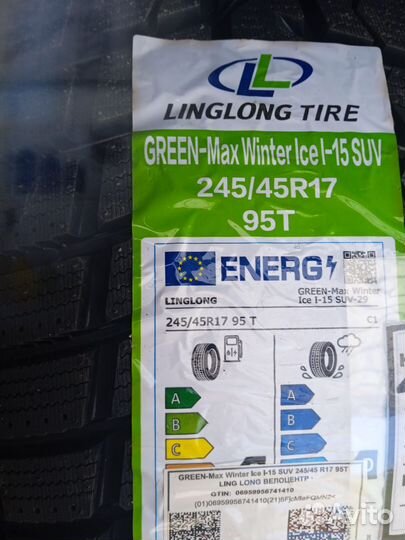 LINGLONG TIRE
GREEN-Max Winter Ice I-15 SUV
245/45R17
95T
ENERG
LINGLONG
GREEN-Max Winter
Ice I-15 SUV-29
245/45R17 95 T
C1
A
B
C
A
B
GREEN-Max Winter Ice I-15 SUV 245/45 R17 95T
LING LONG ВЕЛОЦЕНТР
GTIN: 06959956741410
Avito